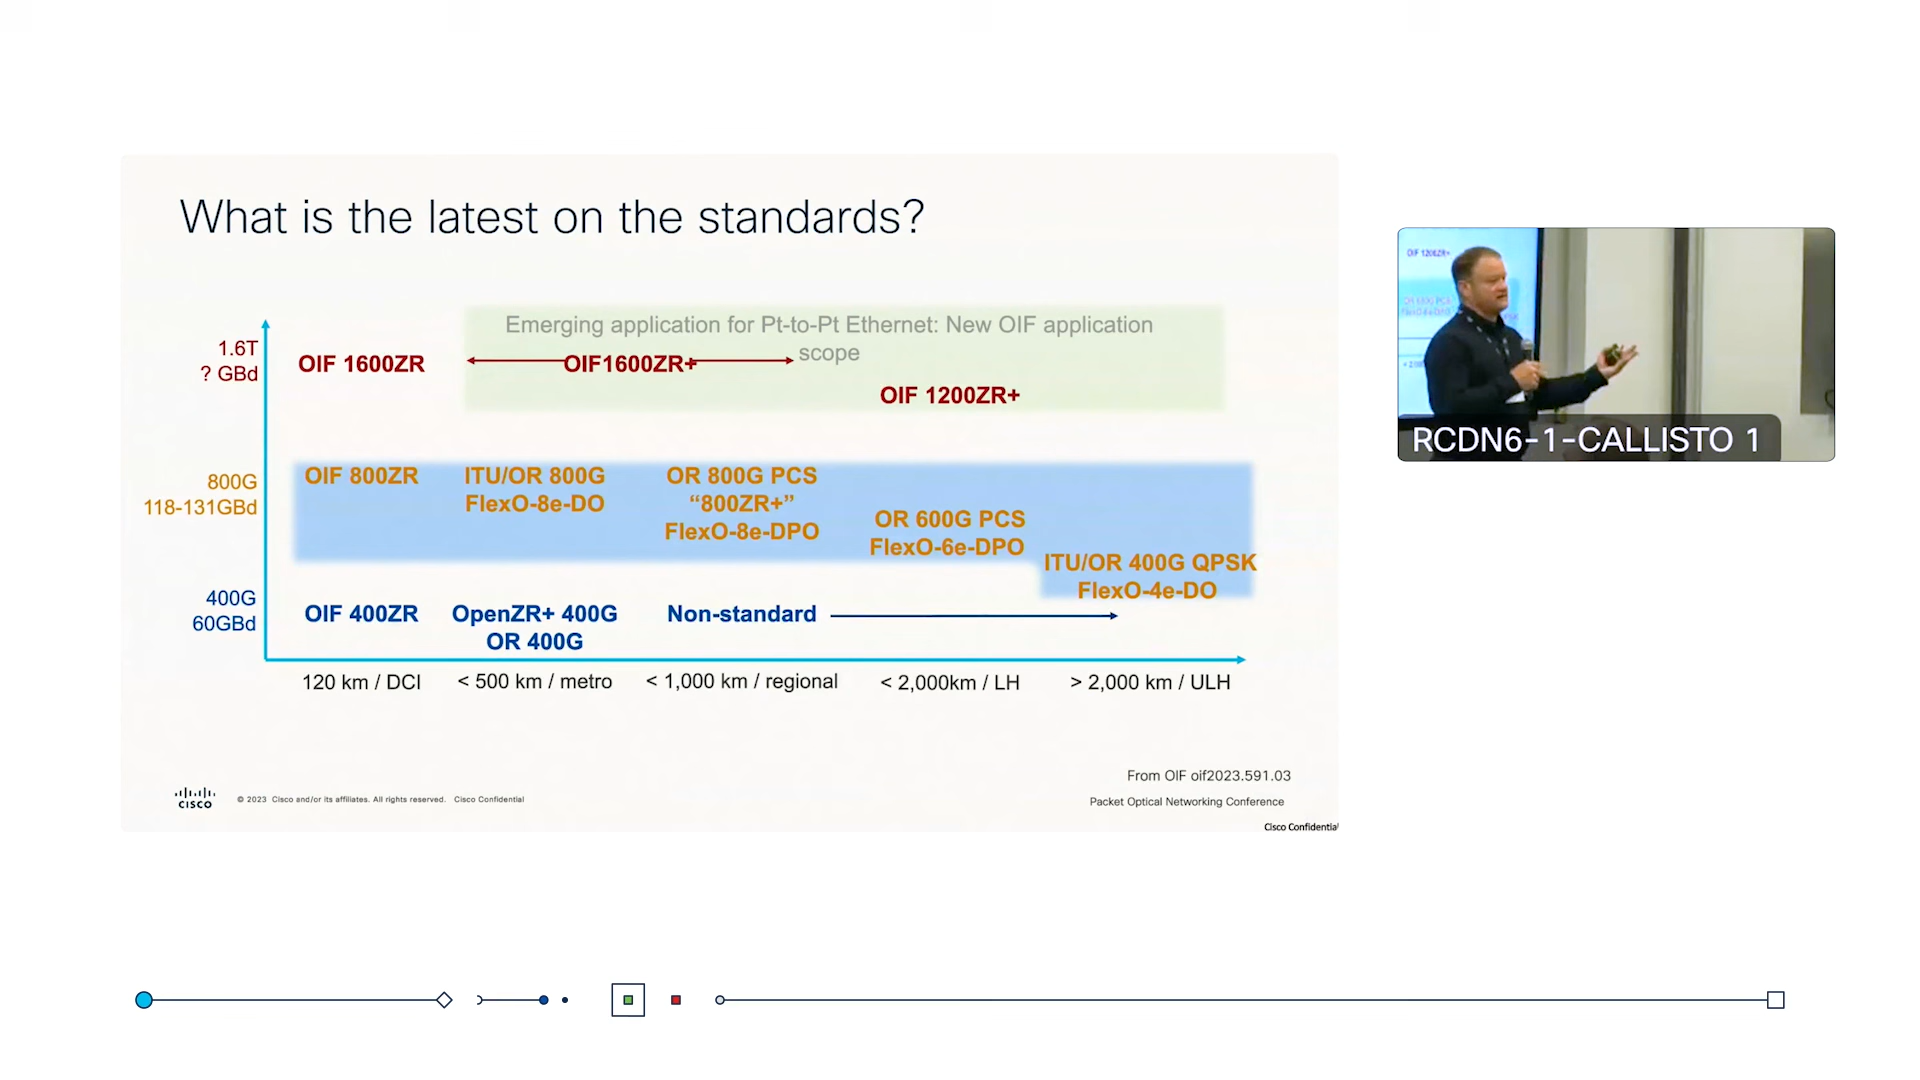 What is the latest on the standards?
Emerging application for Pt-to-Pt Ethernet: New OIF application
scope
1.6T
? GBd
OIF 1600ZR
OIF1600ZR+
OIF 1200ZR+
800G
118-131GBd
OIF 800ZR
ITU/OR 800G
FlexO-8e-DO
OR 800G PCS
“800ZR+”
FlexO-8e-DPO
OR 600G PCS
FlexO-6e-DPO
ITU/OR 400G QPSK
FlexO-4e-DO
400G
60GBd
OIF 400ZR
OpenZR+ 400G
OR 400G
Non-standard
120 km / DCI
< 500 km / metro
< 1,000 km / regional
< 2,000km / LH
> 2,000 km / ULH
From OIF oif2023.591.03
CISCO
© 2023 Cisco and/or its affiliates. All rights reserved. Cisco Confidential
Packet Optical Networking Conference
Cisco Confidential
OIF 1200ZR+
RCDN6-1-CALLISTO 1